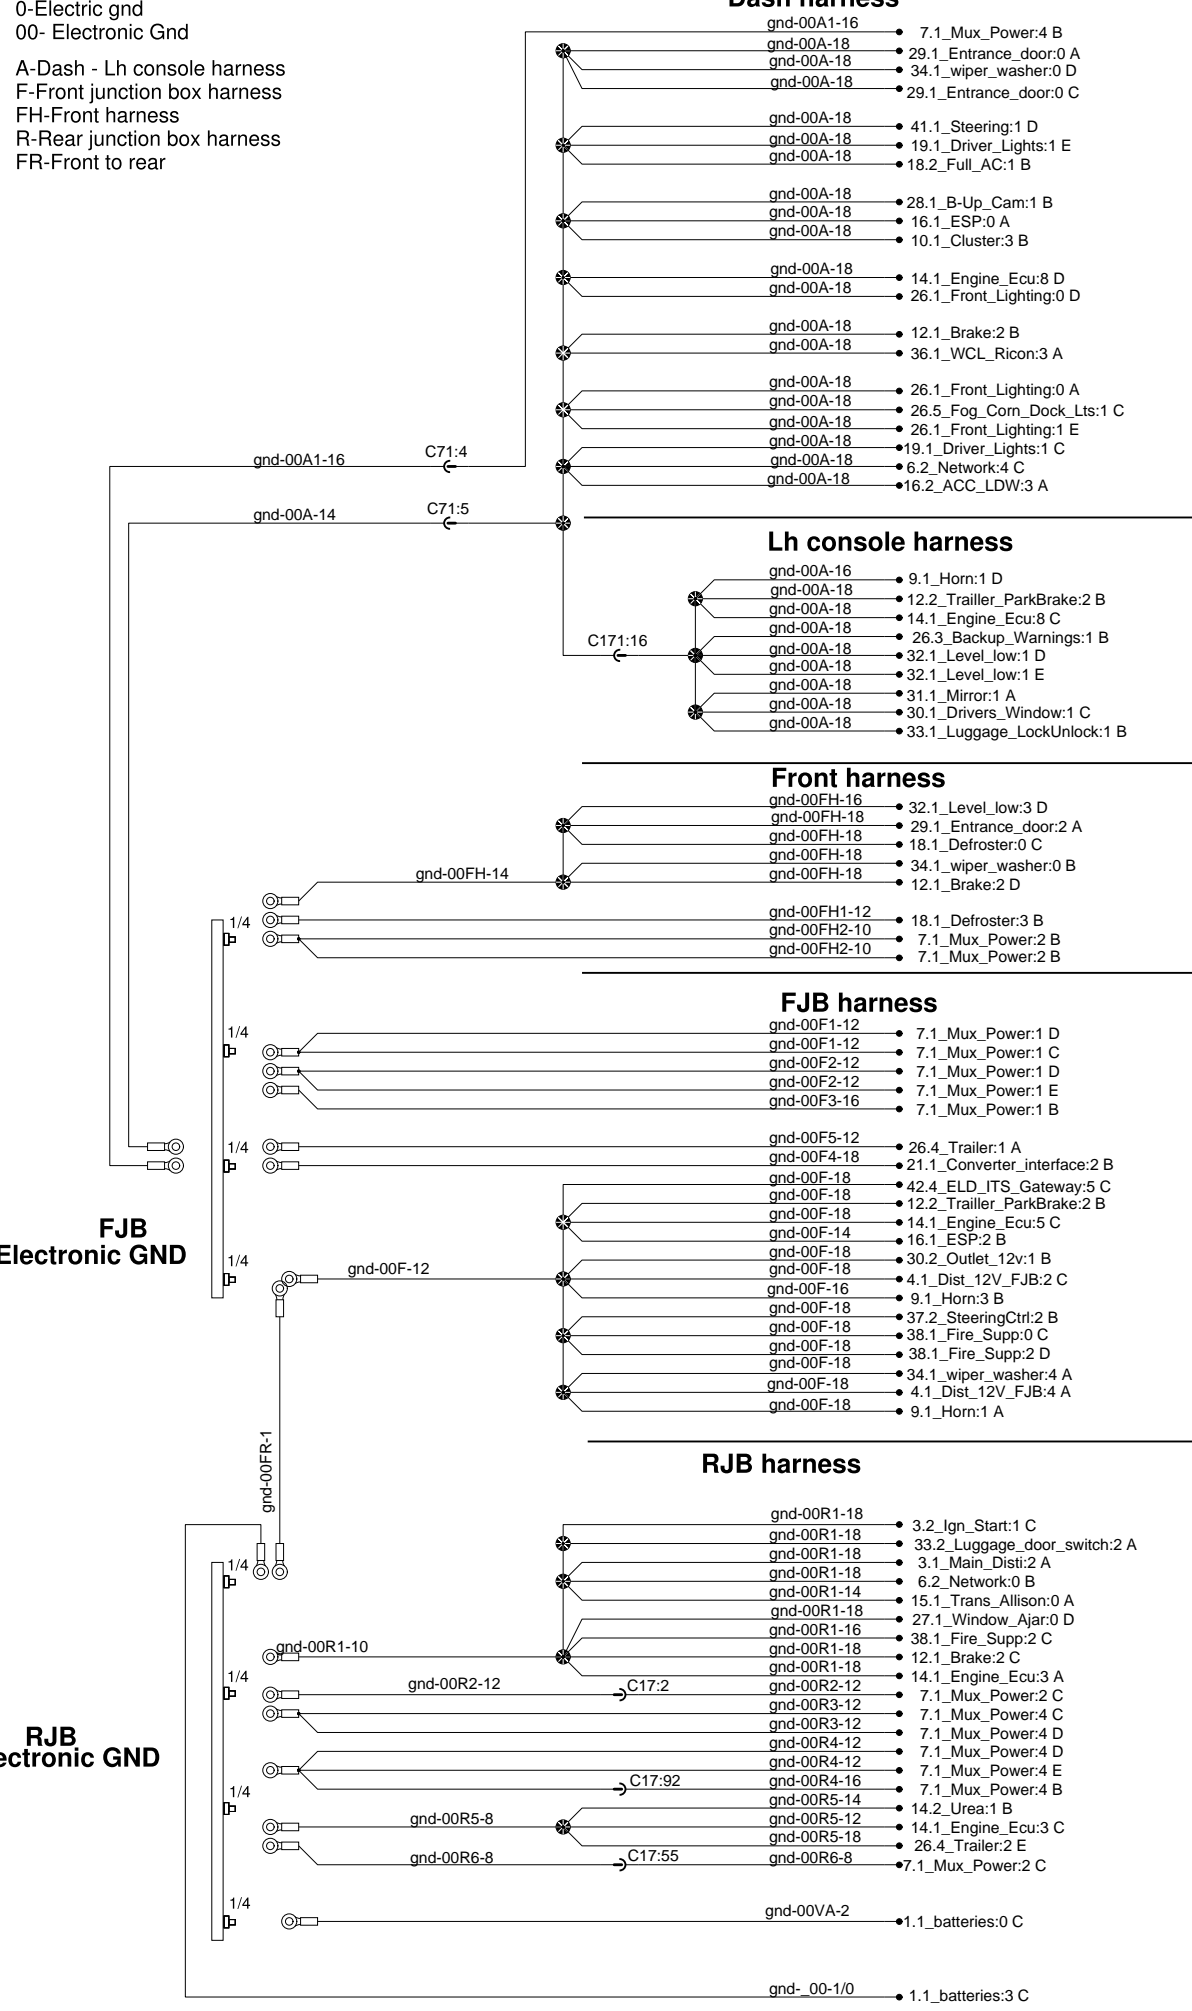 0-Electric gnd
00- Electronic Gnd
A-Dash - Lh console harness
F-Front junction box harness
FH-Front harness
R-Rear junction box harness
FR-Front to rear
Dash harness
gnd-00A1-16 7.1_Mux_Power:4 B
gnd-00A-18 29.1_Entrance_door:0 A
gnd-00A-18 34.1_wiper_washer:0 D
gnd-00A-18 29.1_Entrance_door:0 C
gnd-00A-18 41.1_Steering:1 D
gnd-00A-18 19.1_Driver_Lights:1 E
gnd-00A-18 18.2_Full_AC:1 B
gnd-00A-18 28.1_B-Up_Cam:1 B
gnd-00A-18 16.1_ESP:0 A
gnd-00A-18 10.1_Cluster:3 B
gnd-00A-18 14.1_Engine_Ecu:8 D
gnd-00A-18 26.1_Front_Lighting:0 D
gnd-00A-18 12.1_Brake:2 B
gnd-00A-18 36.1_WCL_Ricon:3 A
gnd-00A-18 26.1_Front_Lighting:0 A
gnd-00A-18 26.5_Fog_Corn_Dock_Lts:1 C
gnd-00A-18 26.1_Front_Lighting:1 E
gnd-00A-18 19.1_Driver_Lights:1 C
gnd-00A1-16 C71:4 gnd-00A-18 6.2_Network:4 C
gnd-00A-18 16.2_ACC_LDW:3 A
gnd-00A-14 C71:5
Lh console harness
gnd-00A-16 9.1_Horn:1 D
gnd-00A-18 12.2_Trailler_ParkBrake:2 B
gnd-00A-18 14.1_Engine_Ecu:8 C
gnd-00A-18 26.3_Backup_Warnings:1 B
C171:16 gnd-00A-18 32.1_Level_low:1 D
gnd-00A-18 32.1_Level_low:1 E
gnd-00A-18 31.1_Mirror:1 A
gnd-00A-18 30.1_Drivers_Window:1 C
gnd-00A-18 33.1_Luggage_LockUnlock:1 B
Front harness
gnd-00FH-16 32.1_Level_low:3 D
gnd-00FH-18 29.1_Entrance_door:2 A
gnd-00FH-18 18.1_Defroster:0 C
gnd-00FH-18 34.1_wiper_washer:0 B
gnd-00FH-14 gnd-00FH-18 12.1_Brake:2 D
1/4 gnd-00FH1-12 18.1_Defroster:3 B
gnd-00FH2-10 7.1_Mux_Power:2 B
gnd-00FH2-10 7.1_Mux_Power:2 B
FJB harness
1/4 gnd-00F1-12 7.1_Mux_Power:1 D
gnd-00F1-12 7.1_Mux_Power:1 C
gnd-00F2-12 7.1_Mux_Power:1 D
gnd-00F2-12 7.1_Mux_Power:1 E
gnd-00F3-16 7.1_Mux_Power:1 B
1/4 gnd-00F5-12 26.4_Trailer:1 A
gnd-00F4-18 21.1_Converter_interface:2 B
gnd-00F-18 42.4_ELD_ITS_Gateway:5 C
gnd-00F-18 12.2_Trailler_ParkBrake:2 B
gnd-00F-18 14.1_Engine_Ecu:5 C
gnd-00F-14 16.1_ESP:2 B
FJB
Electronic GND
gnd-00F-18 30.2_Outlet_12v:1 B
1/4 gnd-00F-12 gnd-00F-18 4.1_Dist_12V_FJB:2 C
gnd-00F-16 9.1_Horn:3 B
gnd-00F-18 37.2_SteeringCtrl:2 B
gnd-00F-18 38.1_Fire_Supp:0 C
gnd-00F-18 38.1_Fire_Supp:2 D
gnd-00F-18 34.1_wiper_washer:4 A
gnd-00F-18 4.1_Dist_12V_FJB:4 A
gnd-00F-18 9.1_Horn:1 A
gnd-00FR-1
RJB harness
gnd-00R1-18 3.2_Ign_Start:1 C
gnd-00R1-18 33.2_Luggage_door_switch:2 A
1/4 gnd-00R1-18 3.1_Main_Disti:2 A
gnd-00R1-18 6.2_Network:0 B
gnd-00R1-14 15.1_Trans_Allison:0 A
gnd-00R1-18 27.1_Window_Ajar:0 D
gnd-00R1-16 38.1_Fire_Supp:2 C
gnd-00R1-10 gnd-00R1-18 12.1_Brake:2 C
1/4 gnd-00R1-18 14.1_Engine_Ecu:3 A
gnd-00R2-12 C17:2 gnd-00R2-12 7.1_Mux_Power:2 C
gnd-00R3-12 7.1_Mux_Power:4 C
gnd-00R3-12 7.1_Mux_Power:4 D
RJB
ectronic GND
gnd-00R4-12 7.1_Mux_Power:4 D
gnd-00R4-12 7.1_Mux_Power:4 E
1/4 C17:92 gnd-00R4-16 7.1_Mux_Power:4 B
gnd-00R5-14 14.2_Urea:1 B
gnd-00R5-8 gnd-00R5-12 14.1_Engine_Ecu:3 C
gnd-00R5-18 26.4_Trailer:2 E
gnd-00R6-8 C17:55 gnd-00R6-8 7.1_Mux_Power:2 C
1/4 gnd-00VA-2 1.1_batteries:0 C
gnd-_00-1/0 1.1_batteries:3 C